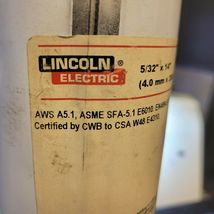 LINCOLN
ELECTRIC
5/32" x 14"
(4.0 mm x
AWS A5.1, ASME SFA-5.1 E6010
Certified by CWB to CSA W48 E4310